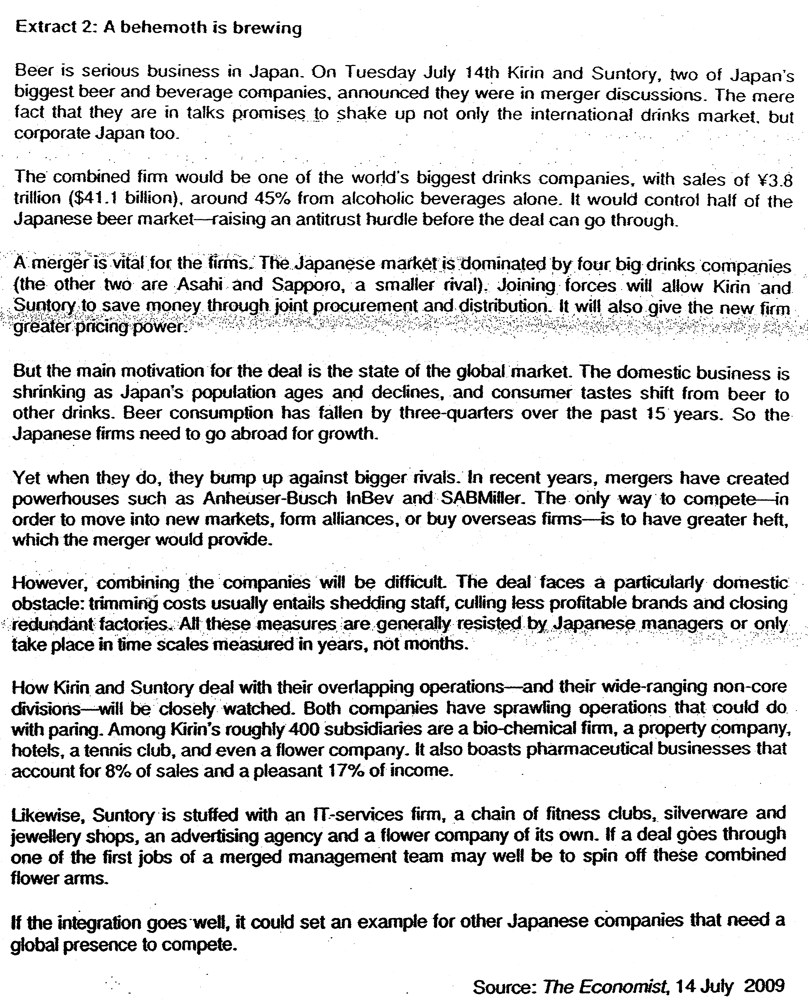 Extract 2: A behemoth is brewing
Beer is serious business in Japan. On Tuesday July 14th Kirin and Suntory, two of Japan's
biggest beer and beverage companies, announced they were in merger discussions. The mere
fact that they are in talks promises to shake up not only the international drinks market, but
corporate Japan too.
The combined firm would be one of the world's biggest drinks companies, with sales of ¥3.8
trillion ($41.1 billion), around 45% from alcoholic beverages alone. It would control half of the
Japanese beer market—raising an antitrust hurdle before the deal can go through.
A merger is vital for the firms. The Japanese market is dominated by four big drinks companies
(the other two are Asahi and Sapporo, a smaller rival). Joining forces will allow Kirin and
Suntory to save money through joint procurement and distribution. It will also give the new firm
greater pricing power.
But the main motivation for the deal is the state of the global market. The domestic business is
shrinking as Japan's population ages and declines, and consumer tastes shift from beer to
other drinks. Beer consumption has fallen by three-quarters over the past 15 years. So the
Japanese firms need to go abroad for growth.
Yet when they do, they bump up against bigger rivals. In recent years, mergers have created
powerhouses such as Anheuser-Busch InBev and SABMiller. The only way to compete—in
order to move into new markets, form alliances, or buy overseas firms—is to have greater heft,
which the merger would provide.
However, combining the companies will be difficult. The deal faces a particularly domestic
obstacle: trimming costs usually entails shedding staff, culling less profitable brands and closing
redundant factories. All these measures are generally resisted by Japanese managers or only
take place in time scales measured in years, not months.
How Kirin and Suntory deal with their overlapping operations—and their wide-ranging non-core
divisions—will be closely watched. Both companies have sprawling operations that could do
with paring. Among Kirin's roughly 400 subsidiaries are a bio-chemical firm, a property company,
hotels, a tennis club, and even a flower company. It also boasts pharmaceutical businesses that
account for 8% of sales and a pleasant 17% of income.
Likewise, Suntory is stuffed with an IT-services firm, a chain of fitness clubs, silverware and
jewellery shops, an advertising agency and a flower company of its own. If a deal goes through
one of the first jobs of a merged management team may well be to spin off these combined
flower arms.
If the integration goes well, it could set an example for other Japanese companies that need a
global presence to compete.
Source: The Economist, 14 July 2009